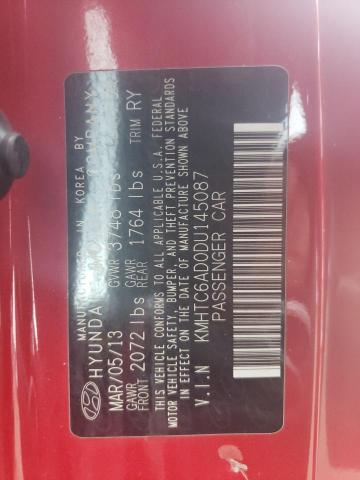 MANUFACTURED IN KOREA BY
HYUNDAI MOTOR COMPANY
MAR/05/13 GVWR 3748 lbs
GAWR FRONT 2072 lbs GAWR REAR 1764 lbs TRIM RY
THIS VEHICLE CONFORMS TO ALL APPLICABLE U.S.A. FEDERAL
MOTOR VEHICLE SAFETY, BUMPER, AND THEFT PREVENTION STANDARDS
IN EFFECT ON THE DATE OF MANUFACTURE SHOWN ABOVE
V.I.N KMHTC6AD0DU145087
PASSENGER CAR